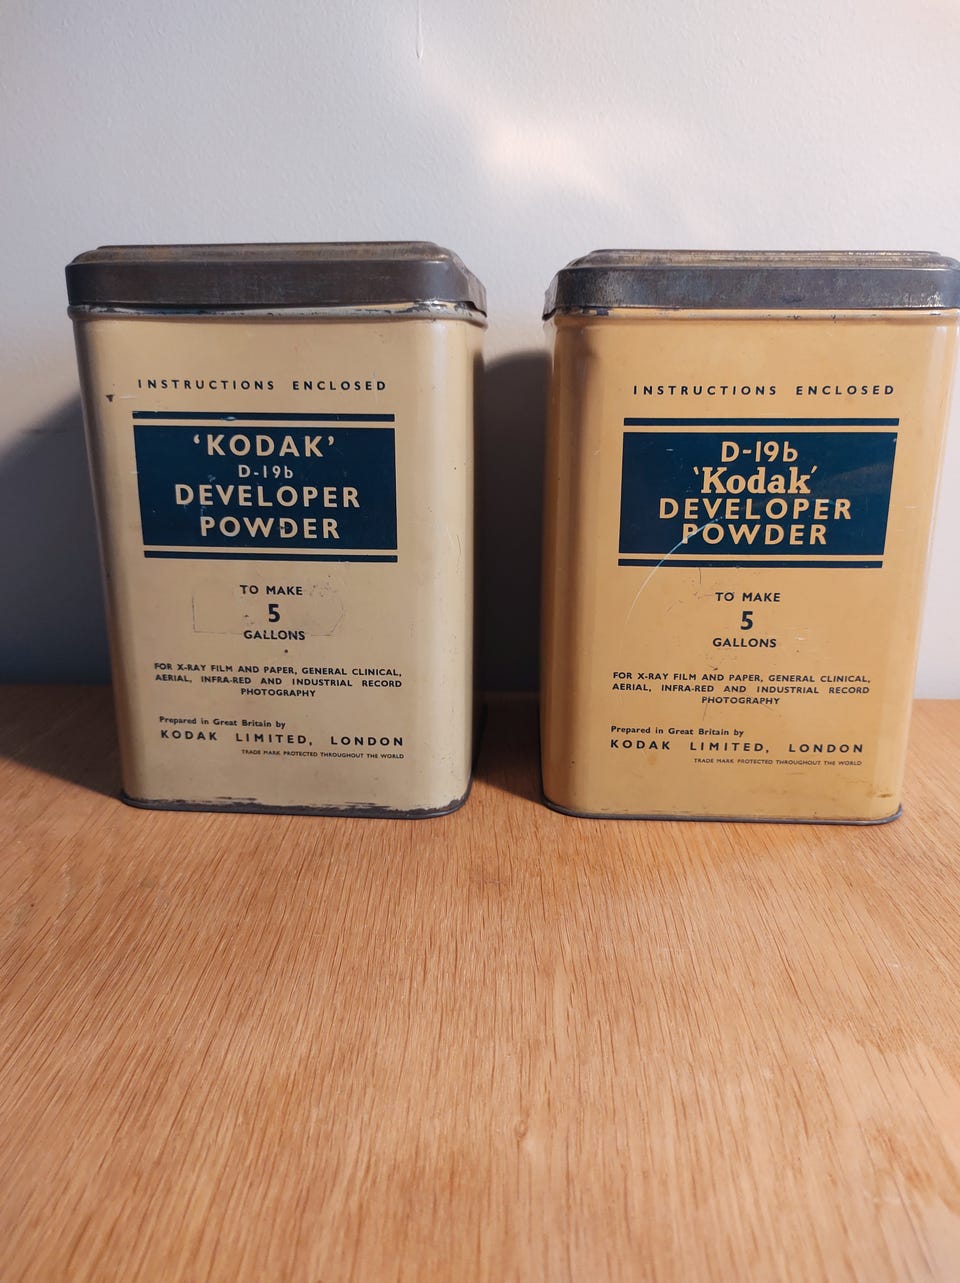 INSTRUCTIONS ENCLOSED
‘KODAK’
D-19b
DEVELOPER
POWDER
TO MAKE
5
GALLONS
FOR X-RAY FILM AND PAPER, GENERAL CLINICAL,
AERIAL, INFRA-RED AND INDUSTRIAL RECORD
PHOTOGRAPHY
Prepared in Great Britain by
KODAK LIMITED, LONDON
TRADE MARK PROTECTED THROUGHOUT THE WORLD
INSTRUCTIONS ENCLOSED
D-19b
‘Kodak’
DEVELOPER
POWDER
TO MAKE
5
GALLONS
FOR X-RAY FILM AND PAPER, GENERAL CLINICAL,
AERIAL, INFRA-RED AND INDUSTRIAL RECORD
PHOTOGRAPHY
Prepared in Great Britain by
KODAK LIMITED, LONDON
TRADE MARK PROTECTED THROUGHOUT THE WORLD